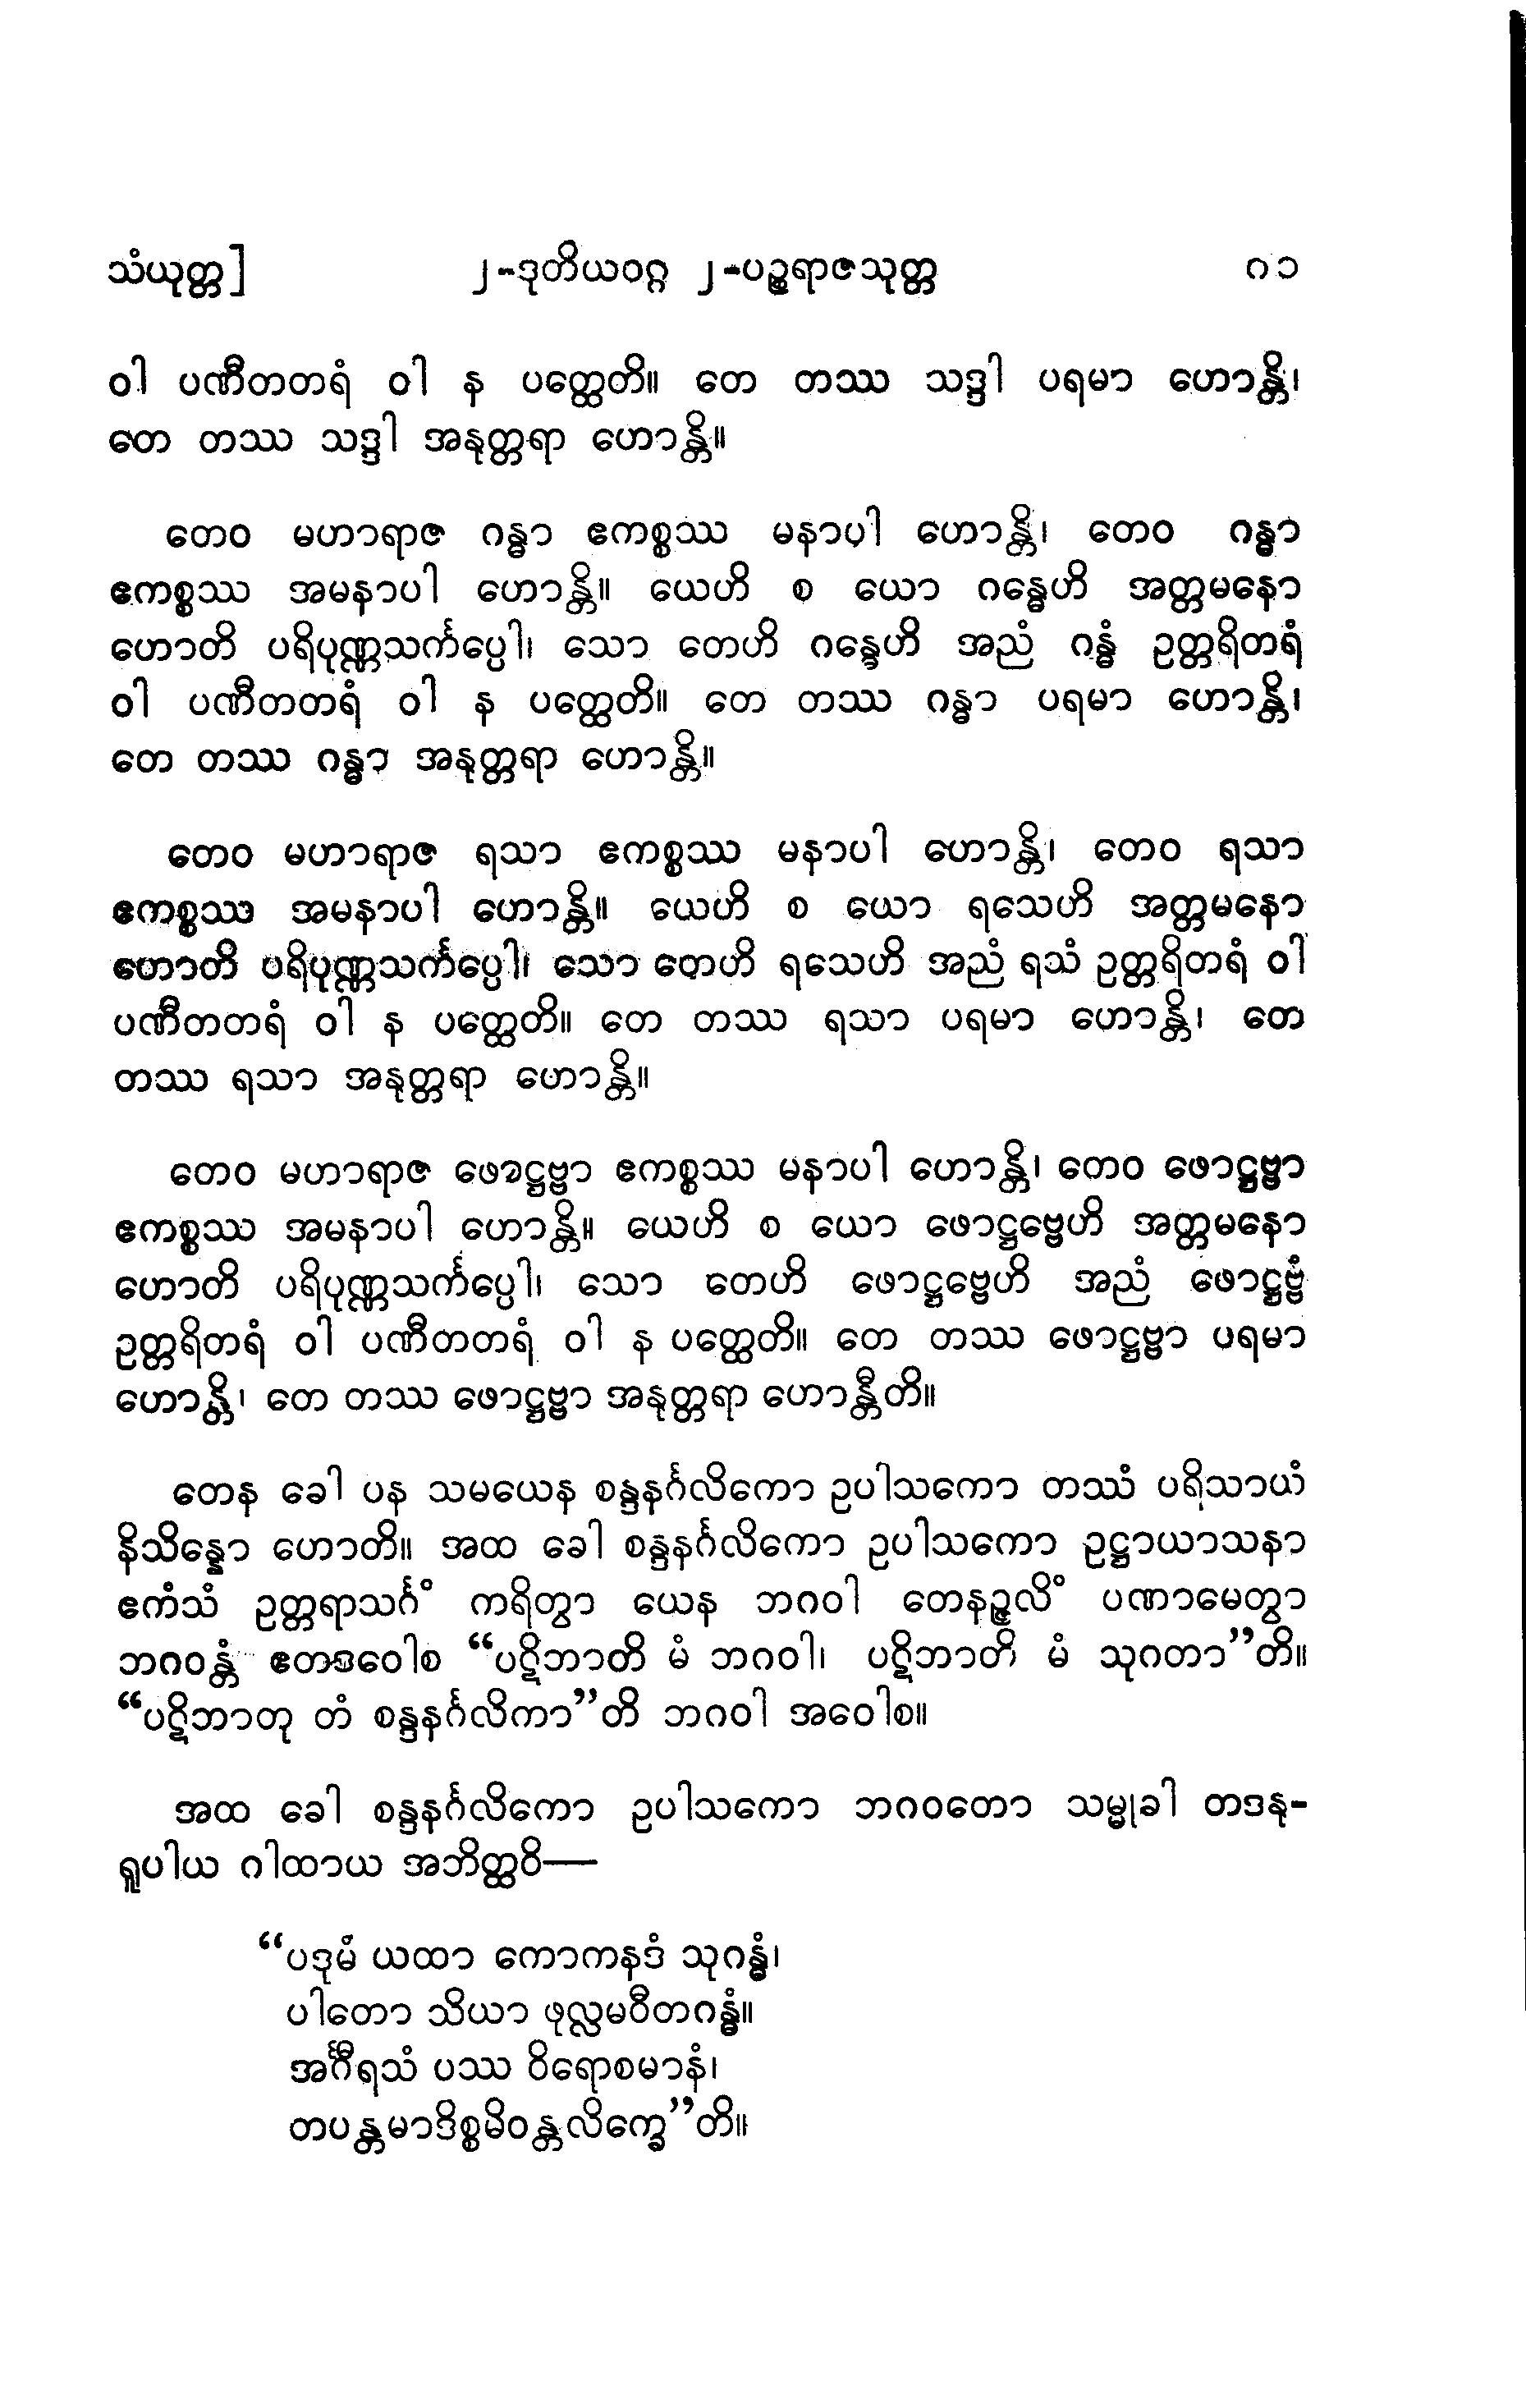 သံယုတ္တ] ၂-ဒုတိယဝဂ္ဂ ၂-ပဉ္စရာဇသုတ္တ ၈၁
ဝါ ပဏီတတရံ ဝါ န ပတ္ထေတိ။ တေ တဿ သဒ္ဒါ ပရမာ ဟောန္တိ၊
တေ တဿ သဒ္ဒါ အနုတ္တရာ ဟောန္တိ။
တေဝ မဟာရာဇ ဂန္ဓာ ဧကစ္စဿ မနာပါ ဟောန္တိ၊ တေဝ ဂန္ဓာ
ဧကစ္စဿ အမနာပါ ဟောန္တိ။ ယေဟိ စ ယော ဂန္ဓေဟိ အတ္တမနော
ဟောတိ ပရိပုဏ္ဏသင်္ကပ္ပေါ၊ သော တေဟိ ဂန္ဓေဟိ အညံ ဂန္ဓံ ဥတ္တရိတရံ
ဝါ ပဏီတတရံ ဝါ န ပတ္ထေတိ။ တေ တဿ ဂန္ဓာ ပရမာ ဟောန္တိ၊
တေ တဿ ဂန္ဓာ အနုတ္တရာ ဟောန္တိ။
တေဝ မဟာရာဇ ရသာ ဧကစ္စဿ မနာပါ ဟောန္တိ၊ တေဝ ရသာ
ဧကစ္စဿ အမနာပါ ဟောန္တိ။ ယေဟိ စ ယော ရသေဟိ အတ္တမနော
ဟောတိ ပရိပုဏ္ဏသင်္ကပ္ပေါ၊ သော တေဟိ ရသေဟိ အညံ ရသံ ဥတ္တရိတရံ ဝါ
ပဏီတတရံ ဝါ န ပတ္ထေတိ။ တေ တဿ ရသာ ပရမာ ဟောန္တိ၊ တေ
တဿ ရသာ အနုတ္တရာ ဟောန္တိ။
တေဝ မဟာရာဇ ဖောဋ္ဌဗ္ဗာ ဧကစ္စဿ မနာပါ ဟောန္တိ၊ တေဝ ဖောဋ္ဌဗ္ဗာ
ဧကစ္စဿ အမနာပါ ဟောန္တိ။ ယေဟိ စ ယော ဖောဋ္ဌဗ္ဗေဟိ အတ္တမနော
ဟောတိ ပရိပုဏ္ဏသင်္ကပ္ပေါ၊ သော တေဟိ ဖောဋ္ဌဗ္ဗေဟိ အညံ ဖောဋ္ဌဗ္ဗံ
ဥတ္တရိတရံ ဝါ ပဏီတတရံ ဝါ န ပတ္ထေတိ။ တေ တဿ ဖောဋ္ဌဗ္ဗာ ပရမာ
ဟောန္တိ၊ တေ တဿ ဖောဋ္ဌဗ္ဗာ အနုတ္တရာ ဟောန္တီတိ။
တေန ခေါ ပန သမယေန စန္ဒနင်္ဂလိကော ဥပါသကော တဿံ ပရိသာယံ
နိသိန္နော ဟောတိ။ အထ ခေါ စန္ဒနင်္ဂလိကော ဥပါသကော ဥဋ္ဌာယာသနာ
ဧကံသံ ဥတ္တရာသင်္ဂံ ကရိတွာ ယေန ဘဂဝါ တေနဉ္ဇလိံ ပဏာမေတွာ
ဘဂဝန္တံ ဧတဒဝေါစ “ပဋိဘာတိ မံ ဘဂဝါ၊ ပဋိဘာတိ မံ သုဂတာ”တိ။
“ပဋိဘာတု တံ စန္ဒနင်္ဂလိကာ”တိ ဘဂဝါ အဝေါစ။
အထ ခေါ စန္ဒနင်္ဂလိကော ဥပါသကော ဘဂဝတော သမ္မုခါ တဒနု-
ရူပါယ ဂါထာယ အဘိတ္ထဝိ—
“ပဒုမံ ယထာ ကောကနဒံ သုဂန္ဓံ၊
ပါတော သိယာ ဖုလ္လမဝီတဂန္ဓံ။
အင်္ဂီရသံ ပဿ ဝိရောစမာနံ၊
တပန္တမာဒိစ္စမိဝန္တလိက္ခေ”တိ။